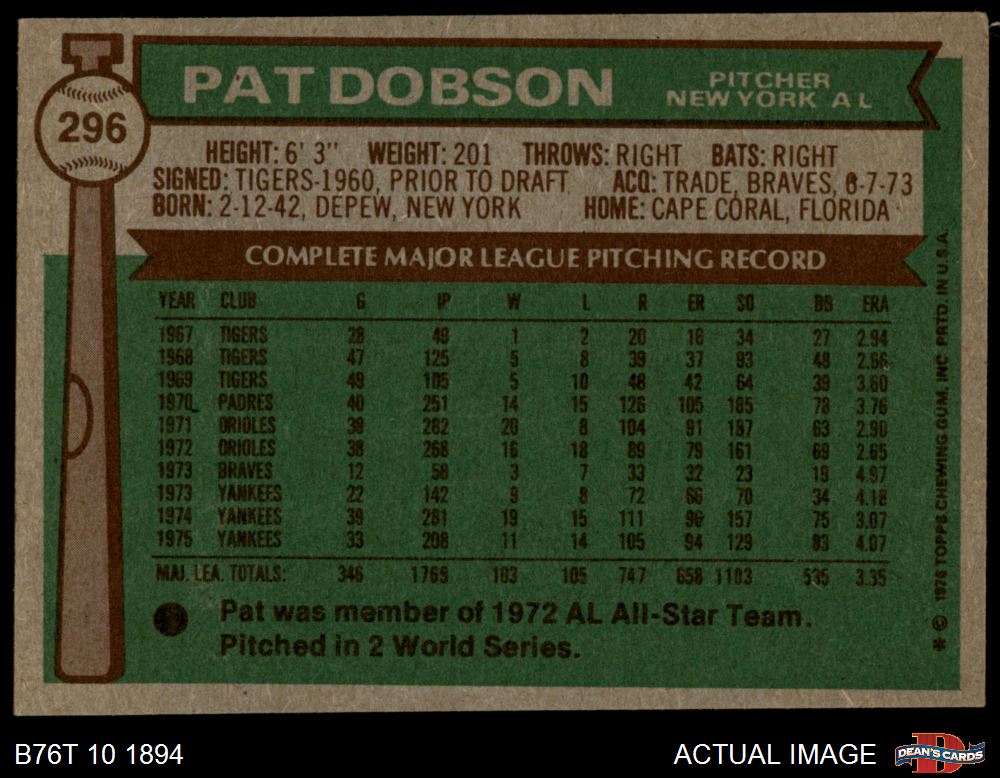 296
PAT DOBSON
PITCHER
NEW YORK A L
HEIGHT: 6' 3" WEIGHT: 201 THROWS: RIGHT BATS: RIGHT
SIGNED: TIGERS-1960, PRIOR TO DRAFT ACQ: TRADE, BRAVES, 6-7-73
BORN: 2-12-42, DEPEW, NEW YORK HOME: CAPE CORAL, FLORIDA
COMPLETE MAJOR LEAGUE PITCHING RECORD
YEAR CLUB G IP W L R ER SO BB ERA
1967 TIGERS 28 49 1 2 20 16 34 27 2.94
1968 TIGERS 47 125 5 8 39 37 93 48 2.66
1969 TIGERS 49 105 5 10 48 42 64 39 3.60
1970 PADRES 40 251 14 15 126 105 185 78 3.76
1971 ORIOLES 38 282 20 8 104 91 187 63 2.90
1972 ORIOLES 38 268 16 18 89 79 161 69 2.65
1973 BRAVES 12 58 3 7 33 32 23 19 4.97
1973 YANKEES 22 142 9 8 72 66 70 34 4.18
1974 YANKEES 39 281 19 15 111 96 157 75 3.07
1975 YANKEES 33 208 11 14 105 94 129 83 4.07
MAJ. LEA. TOTALS: 346 1769 103 105 747 658 1103 535 3.35
Pat was member of 1972 AL All-Star Team.
Pitched in 2 World Series.
* © 1976 TOPPS CHEWING GUM, INC PRTD. IN U.S.A.
B76T 10 1894
ACTUAL IMAGE
DEAN'S CARDS